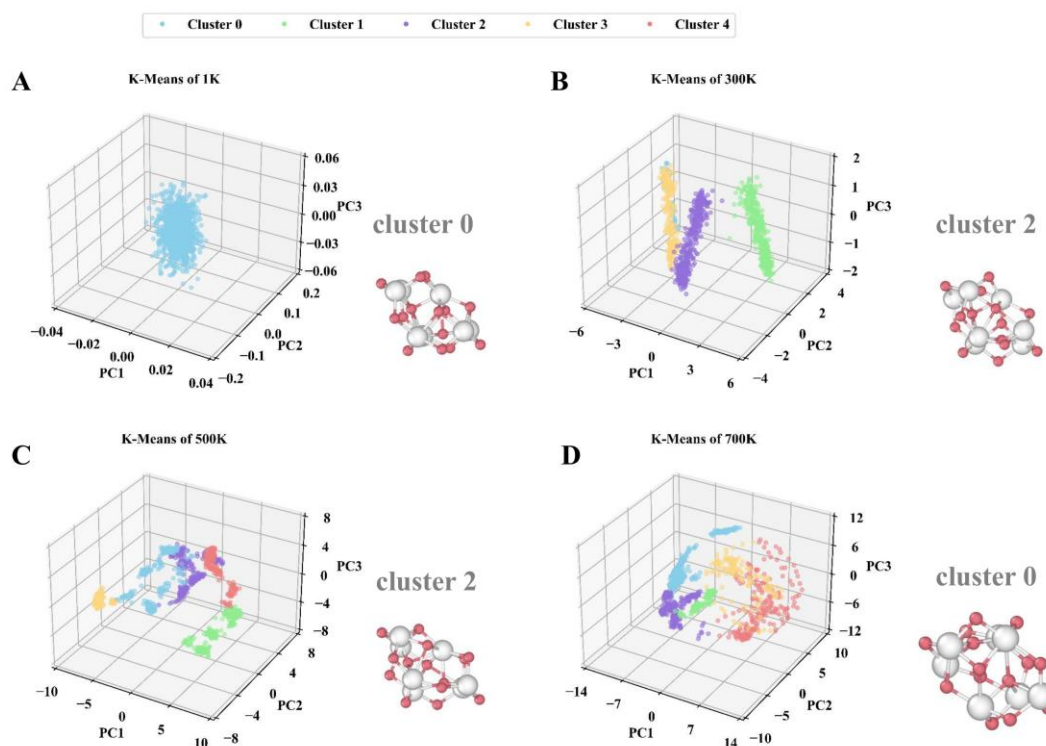 Cluster 0 Cluster 1 Cluster 2 Cluster 3 Cluster 4
A
K-Means of 1K
0.06
0.03
0.00
−0.03
−0.06
PC3
0.2
0.1
0.0
−0.1
−0.2
PC2
−0.04
−0.02
0.00
0.02
0.04
PC1
cluster 0
B
K-Means of 300K
2
1
0
−1
−2
PC3
4
2
0
−2
−4
PC2
−6
−3
0
3
6
PC1
cluster 2
C
K-Means of 500K
8
4
0
−4
−8
PC3
8
4
0
−4
−8
PC2
−10
−5
0
5
10
PC1
cluster 2
D
K-Means of 700K
12
6
0
−6
−12
PC3
10
5
0
−5
−10
PC2
−14
−7
0
7
14
PC1
cluster 0